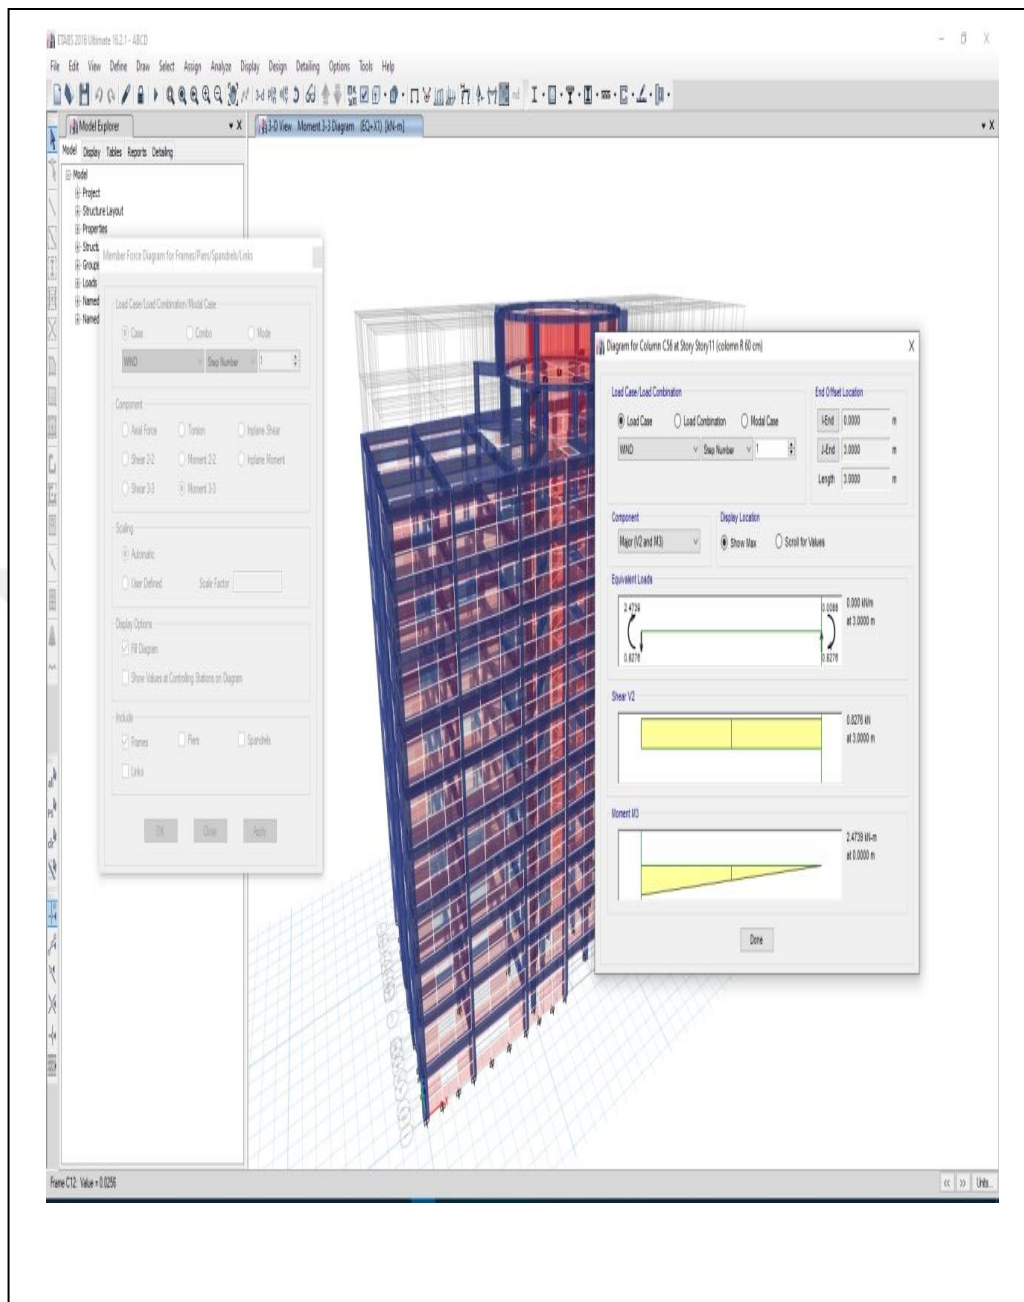 ETABS 2016 Ultimate 16.2.1 - ABCD
File Edit View Define Draw Select Assign Analyze Display Design Detailing Options Tools Help
Model Explorer
3-D View Moment 3-3 Diagram (EQ+X1) [kN-m]
Model Display Tables Reports Detailing
Model
Project
Structure Layout
Properties
Struct
Groups
Loads
Named
Named
Member Force Diagram for Frames/Piers/Spandrels/Links
Load Case/Load Combination/Modal Case
Case Combo Mode
WIND Step Number 1
Component
Axial Force Torsion Inplane Shear
Shear 2-2 Moment 2-2 Inplane Moment
Shear 3-3 Moment 3-3
Scaling
Automatic
User Defined Scale Factor
Display Options
Fill Diagram
Show Values at Controlling Stations on Diagram
Include
Frames Piers Spandrels
Links
OK Close Apply
Diagram for Column C56 at Story Story11 (colomn R 60 cm)
Load Case/Load Combination
Load Case Load Combination Modal Case
WIND Step Number 1
End Offset Location
I-End 0.0000 m
J-End 3.0000 m
Length 3.0000 m
Component
Major (V2 and M3)
Display Location
Show Max Scroll for Values
Equivalent Loads
2.4739
0.8276
0.0088
0.8276
0.000 kN/m
at 3.0000 m
Shear V2
0.8276 kN
at 3.0000 m
Moment M3
2.4739 kN-m
at 0.0000 m
Done
Frame C12: Value = 0.0256
<< >> Units...